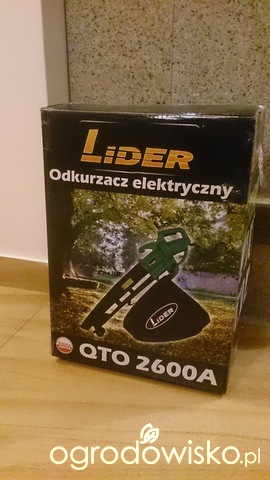 LiDER
Odkurzacz elektryczny
LiDER
QTO 2600A
ogrodowisko.pl